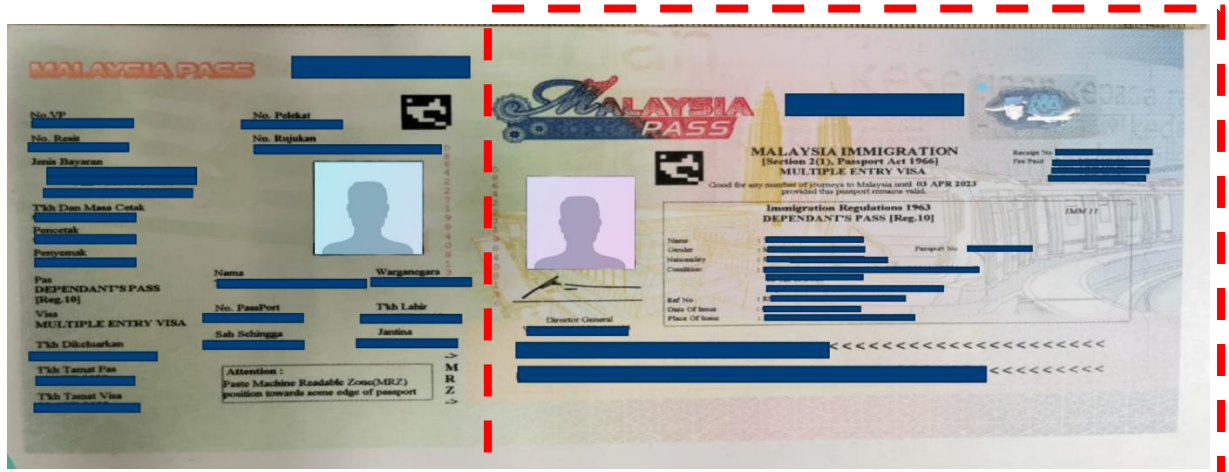 MALAYSIA PASS
No.VP
No. Pelekat
No. Resit
No. Rujukan
Jenis Bayaran
T'kh Dan Masa Cetak
Pencetak
Penyemak
Pas
DEPENDANT'S PASS
[Reg.10]
Visa
MULTIPLE ENTRY VISA
T'kh Dikeluarkan
T'kh Tamat Pas
T'kh Tamat Visa
Nama
Warganegara
No. PassPort
T'kh Lahir
Sah Sehingga
Jantina
Attention :
Paste Machine Readable Zone(MRZ)
position towards some edge of passport
->
M
R
Z
->
MALAYSIA
PASS
MALAYSIA IMMIGRATION
[Section 2(1), Passport Act 1966]
MULTIPLE ENTRY VISA
Good for any number of journeys to Malaysia until 03 APR 2023
provided this passport remains valid.
Receipt No
Fee Paid
Immigration Regulations 1963
DEPENDANT'S PASS [Reg.10]
IMM 11
Name :
Gender :
Passport No
Nationality :
Condition :
Ref No :
Date Of Issue :
Place Of Issue :
Director General
<<<<<<<<<<<<<<<<<<<<<
<<<<<<<<<